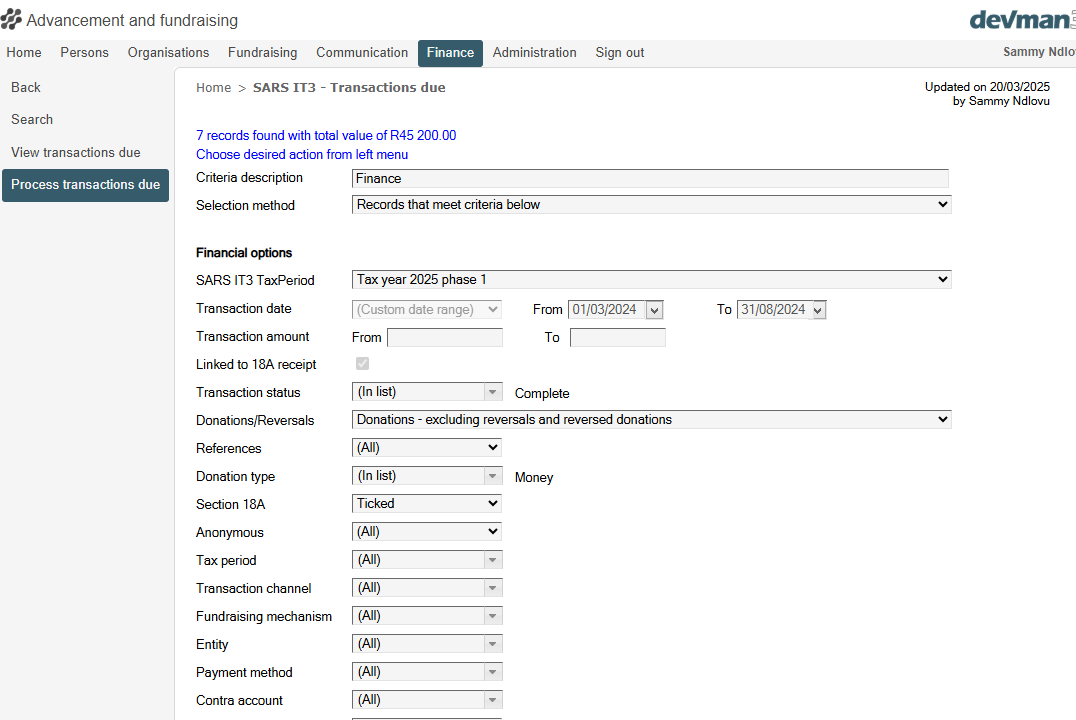 Advancement and fundraising
devman
Home Persons Organisations Fundraising Communication Finance Administration Sign out
Sammy Ndlo
Back
Search
View transactions due
Process transactions due
Home > SARS IT3 - Transactions due
Updated on 20/03/2025
by Sammy Ndlovu
7 records found with total value of R45 200.00
Choose desired action from left menu
Criteria description Finance
Selection method Records that meet criteria below
Financial options
SARS IT3 TaxPeriod Tax year 2025 phase 1
Transaction date (Custom date range) From 01/03/2024 To 31/08/2024
Transaction amount From To
Linked to 18A receipt
Transaction status (In list) Complete
Donations/Reversals Donations - excluding reversals and reversed donations
References (All)
Donation type (In list) Money
Section 18A Ticked
Anonymous (All)
Tax period (All)
Transaction channel (All)
Fundraising mechanism (All)
Entity (All)
Payment method (All)
Contra account (All)